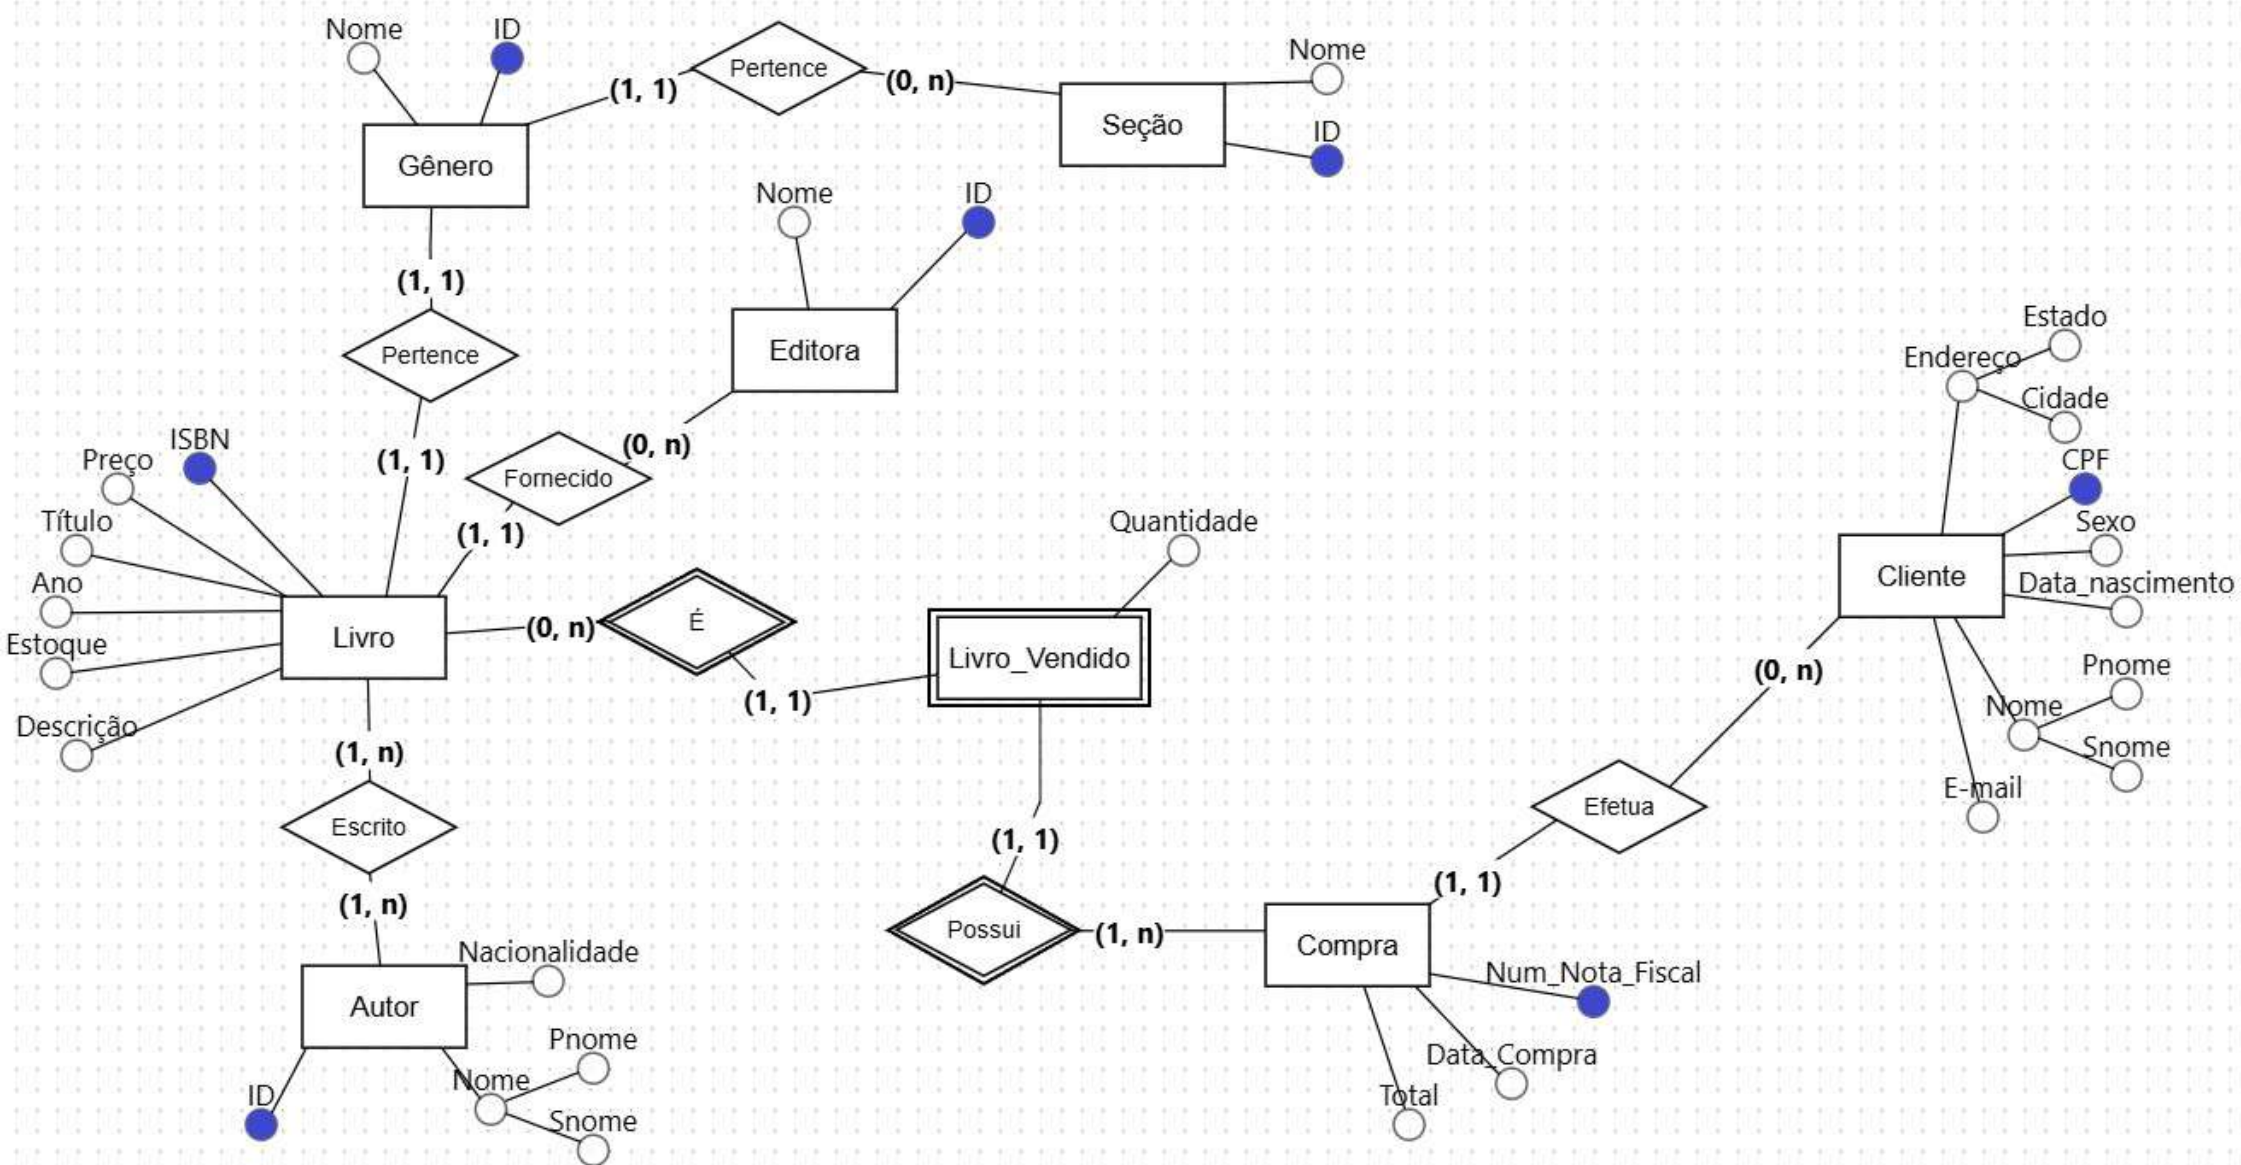 Nome
ID
Pertence
Nome
(1, 1)
(0, n)
Seção
ID
Gênero
Nome
ID
(1, 1)
Editora
Pertence
Estado
Endereço
Cidade
CPF
Sexo
Cliente
Data_nascimento
Pnome
Nome
Snome
E-mail
(0, n)
ISBN
Preço
(1, 1)
Fornecido
(0, n)
Título
(1, 1)
Quantidade
Ano
Estoque
Livro
(0, n)
É
Livro_Vendido
(1, 1)
Descrição
(1, n)
Escrito
(1, n)
(1, 1)
Efetua
(1, 1)
Possui
(1, n)
Compra
Num_Nota_Fiscal
Data_Compra
Total
Nacionalidade
Autor
Pnome
Nome
ID
Snome